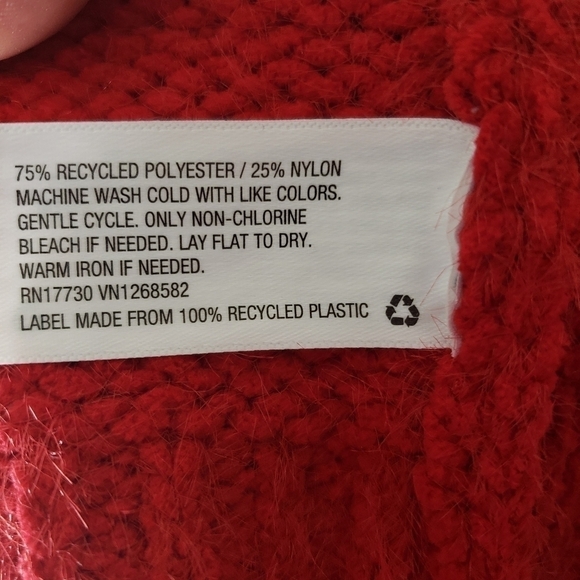 75% RECYCLED POLYESTER / 25% NYLON
MACHINE WASH COLD WITH LIKE COLORS.
GENTLE CYCLE. ONLY NON-CHLORINE
BLEACH IF NEEDED. LAY FLAT TO DRY.
WARM IRON IF NEEDED.
RN17730 VN1268582
LABEL MADE FROM 100% RECYCLED PLASTIC